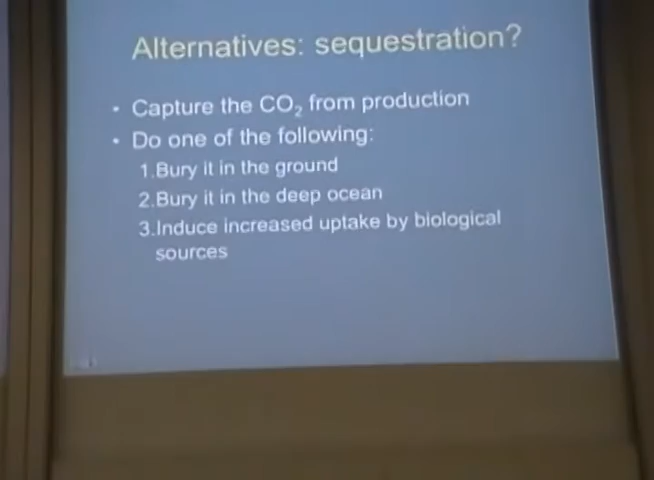 Alternatives: sequestration?
• Capture the CO₂ from production
• Do one of the following:
1.Bury it in the ground
2.Bury it in the deep ocean
3.Induce increased uptake by biological
sources